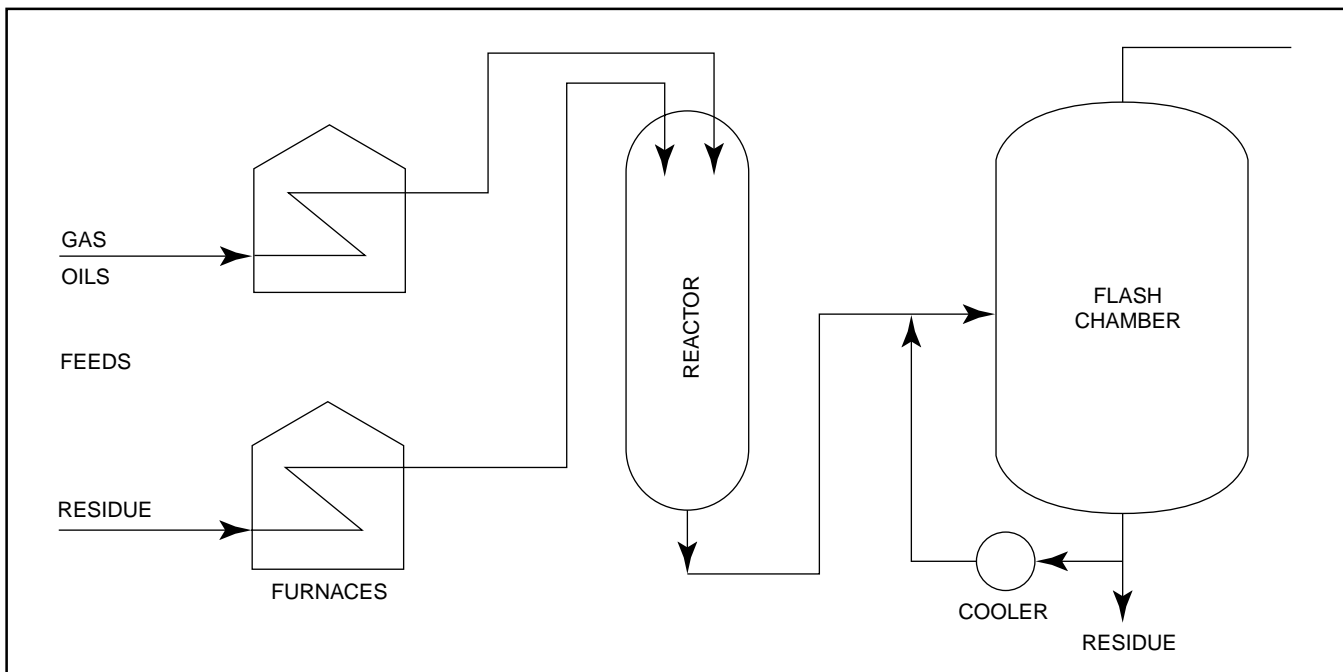 GAS
OILS
FEEDS
RESIDUE
FURNACES
REACTOR
FLASH
CHAMBER
COOLER
RESIDUE